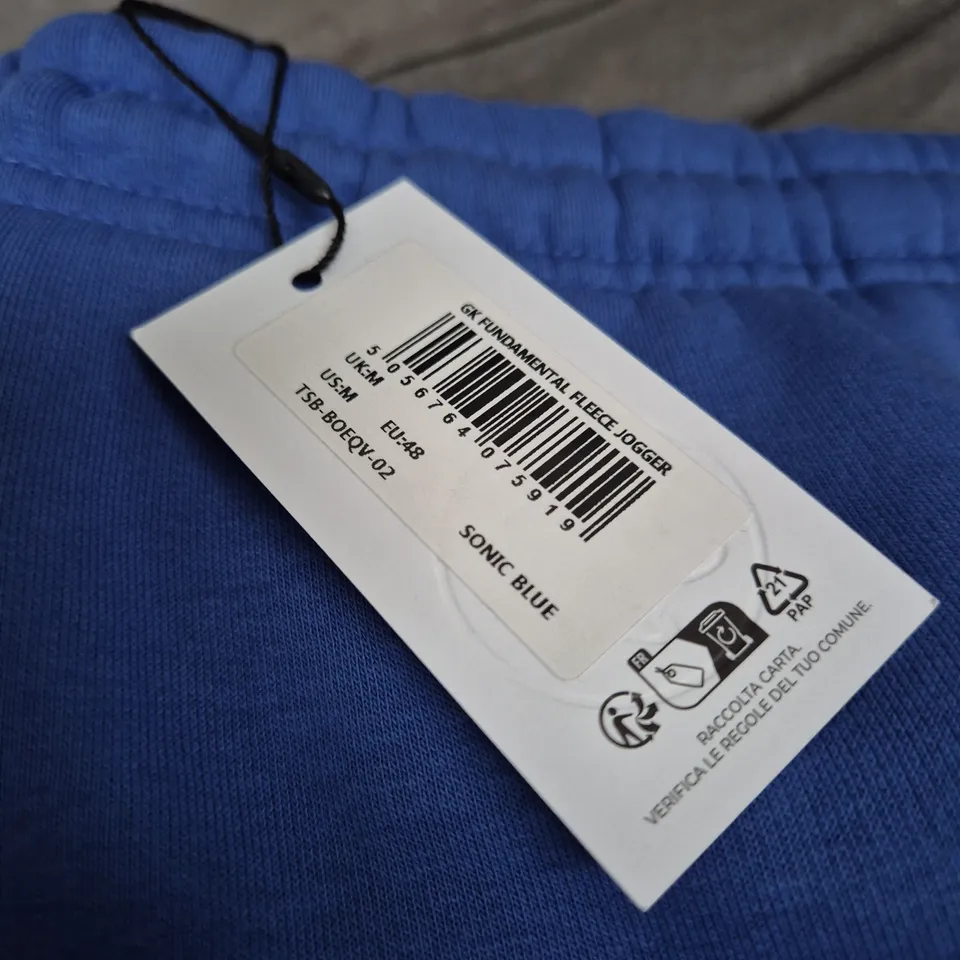 GK FUNDAMENTAL FLEECE JOGGER
5 056764 075919
UK:M EU:48
US:M
TSB-BOEQV-02
SONIC BLUE
21
PAP
FR
RACCOLTA CARTA.
VERIFICA LE REGOLE DEL TUO COMUNE.